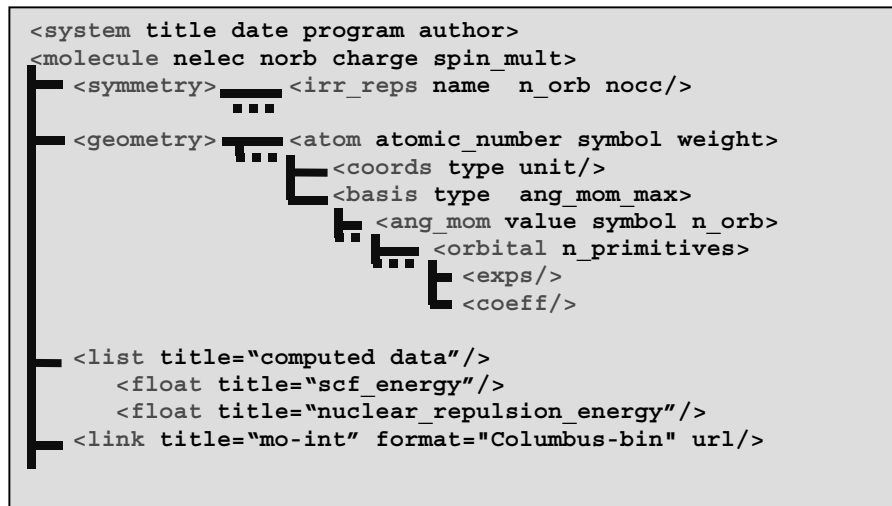 <system title date program author>
<molecule nelec norb charge spin_mult>
<symmetry> <irr_reps name n_orb nocc/>
<geometry> <atom atomic_number symbol weight>
<coords type unit/>
<basis type ang_mom_max>
<ang_mom value symbol n_orb>
<orbital n_primitives>
<exps/>
<coeff/>
<list title=“computed data”/>
<float title=“scf_energy”/>
<float title=“nuclear_repulsion_energy”/>
<link title=“mo-int” format="Columbus-bin" url/>